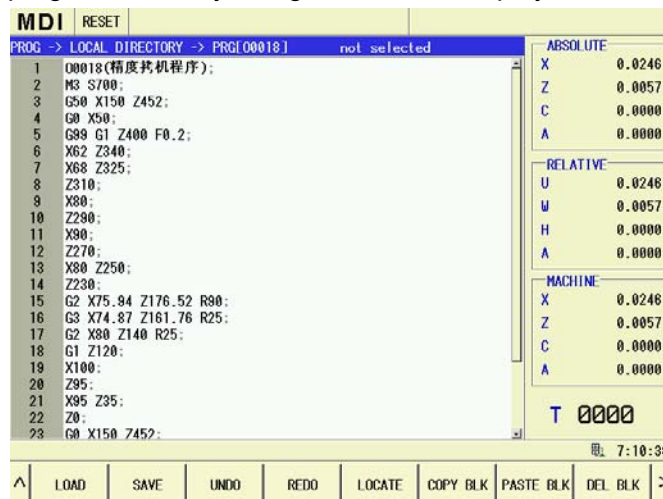 MDI RESET
PROG -> LOCAL DIRECTORY -> PRG[O0018] not selected
1 O0018(精度拷机程序);
2 M3 S700;
3 G50 X150 Z452;
4 G0 X50;
5 G99 G1 Z400 F0.2;
6 X62 Z340;
7 X68 Z325;
8 Z310;
9 X80;
10 Z290;
11 X90;
12 Z270;
13 X80 Z250;
14 Z230;
15 G2 X75.94 Z176.52 R90;
16 G3 X74.87 Z161.76 R25;
17 G2 X80 Z140 R25;
18 G1 Z120;
19 X100;
20 Z95;
21 X95 Z35;
22 Z0;
23 G0 X150 Z452;
ABSOLUTE
X 0.0246
Z 0.0057
C 0.0000
A 0.0000
RELATIVE
U 0.0246
W 0.0057
H 0.0000
A 0.0000
MACHINE
X 0.0246
Z 0.0057
C 0.0000
A 0.0000
T 0000
7:10:3
^ LOAD SAVE UNDO REDO LOCATE COPY BLK PASTE BLK DEL BLK